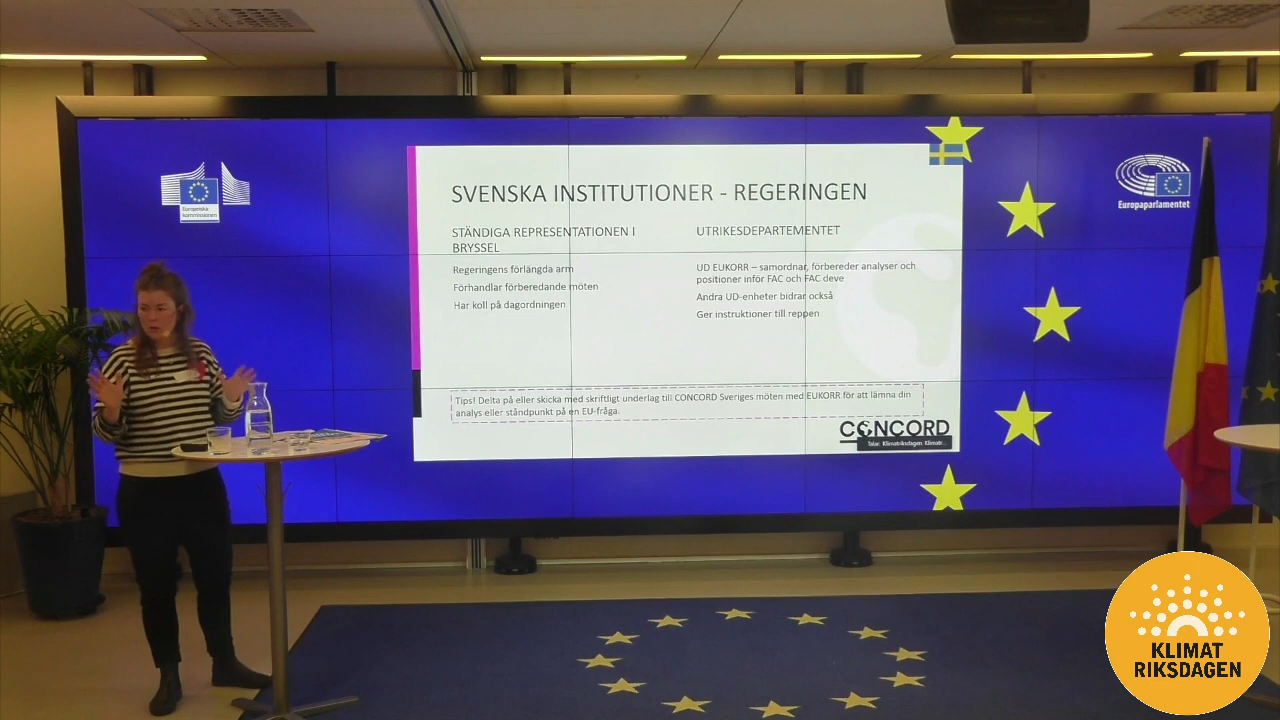 Europeiska
kommissionen
Europaparlamentet
SVENSKA INSTITUTIONER - REGERINGEN
STÄNDIGA REPRESENTATIONEN I
BRYSSEL
Regeringens förlängda arm
Förhandlar förberedande möten
Har koll på dagordningen
UTRIKESDEPARTEMENTET
UD EUKORR – samordnar, förbereder analyser och
positioner inför FAC och FAC deve
Andra UD-enheter bidrar också
Ger instruktioner till reppen
Tips! Delta på eller skicka med skriftligt underlag till CONCORD Sveriges möten med EUKORR för att lämna din
analys eller ståndpunkt på en EU-fråga.
CONCORD
Talar: Klimatriksdagen Klimatr...
KLIMAT
RIKSDAGEN